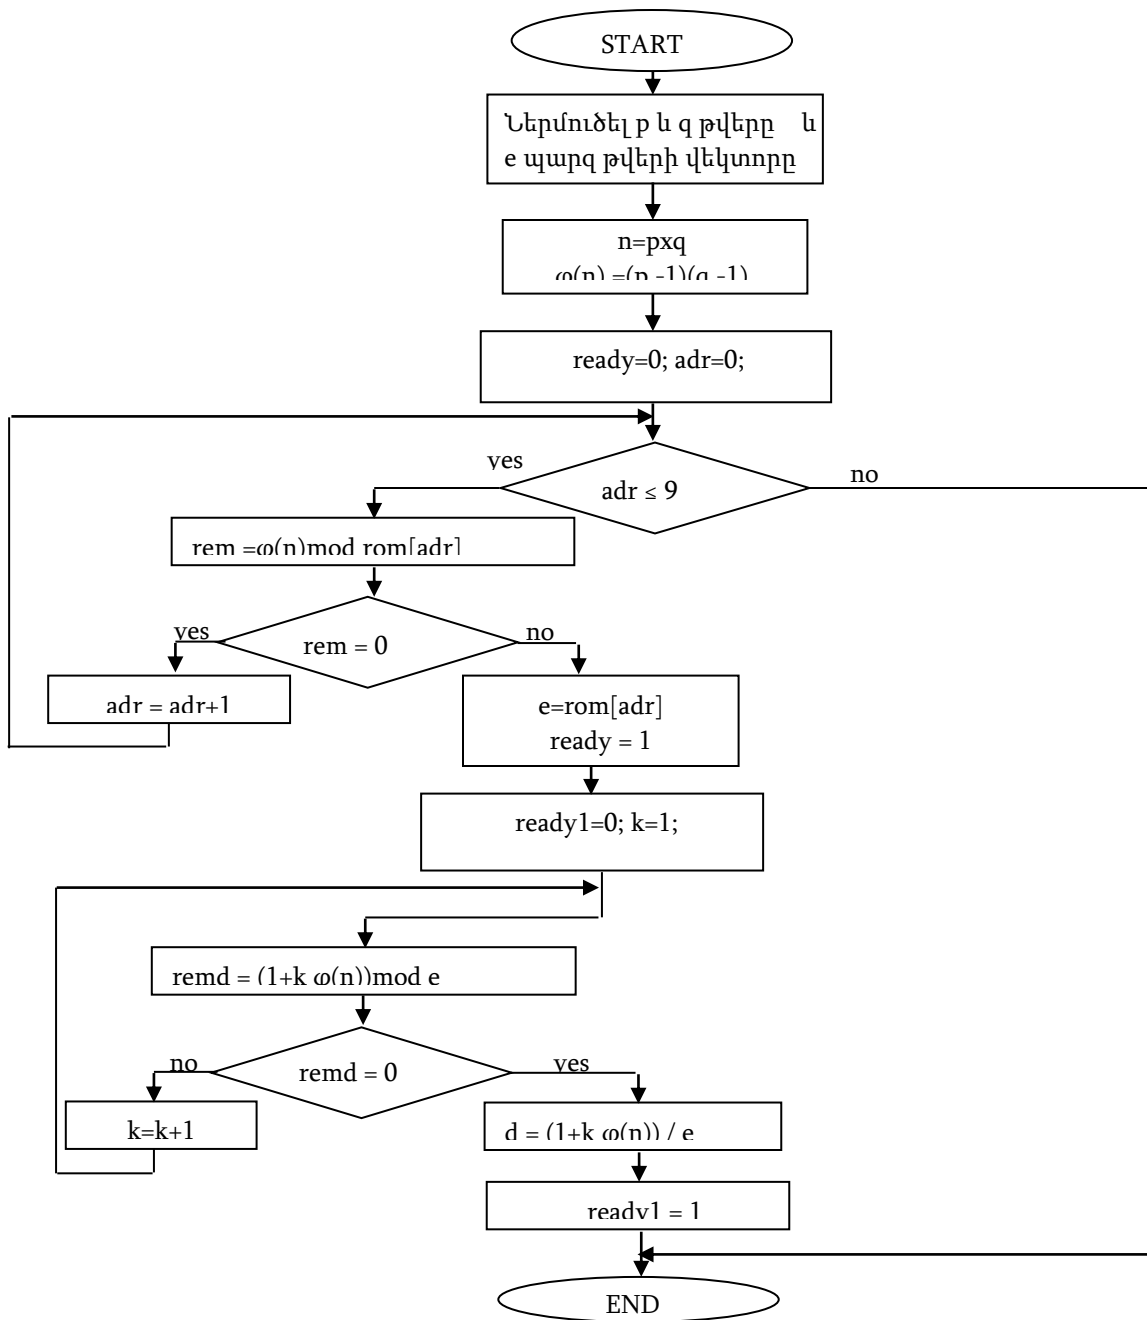 START
Ներմուծել p և q թվերը և
e պարզ թվերի վեկտորը
n=pxq
φ(n) =(p -1)(q -1)
ready=0; adr=0;
yes
no
adr ≤ 9
rem =φ(n)mod rom[adr]
yes
no
rem = 0
adr = adr+1
e=rom[adr]
ready = 1
ready1=0; k=1;
remd = (1+k φ(n))mod e
no
yes
remd = 0
k=k+1
d = (1+k φ(n)) / e
ready1 = 1
END